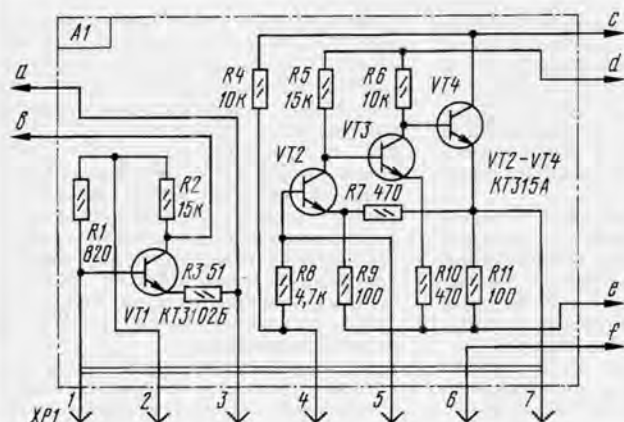 A1
a
в
c
d
R4
10к
R5
15к
R6
10к
VT4
VT3
VT2
VT2-VT4
КТ315А
R7 470
R2
15к
R1
820
R3 51
VT1 КТ3102Б
R8
4,7к
R9
100
R10
470
R11
100
e
f
XP1
1
2
3
4
5
6
7